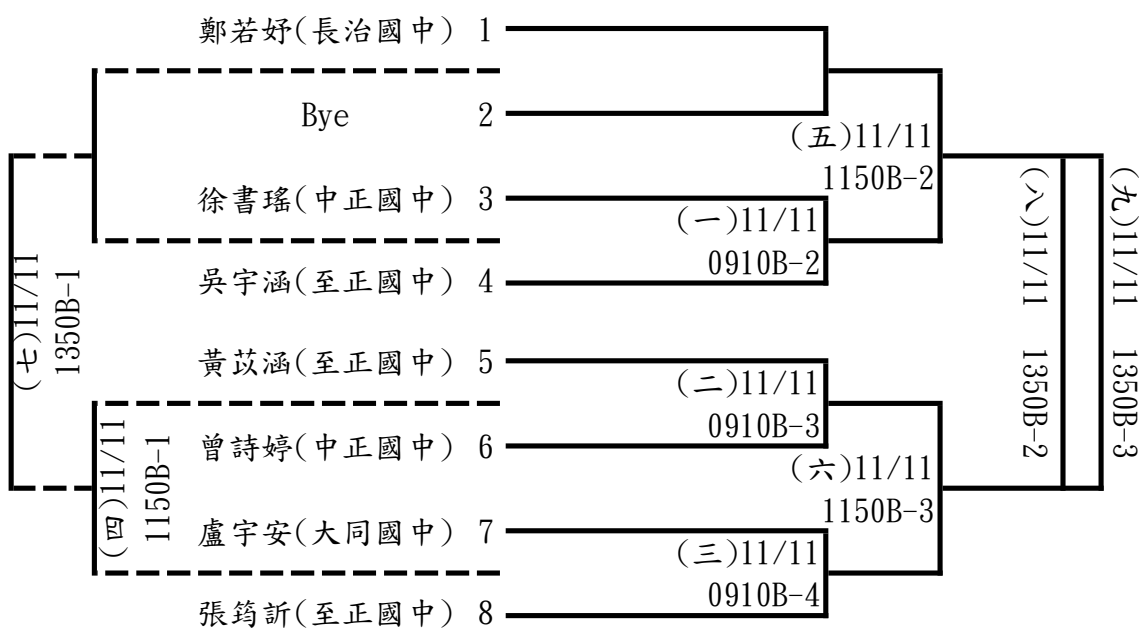 鄭若妤(長治國中) 1
Bye 2
(五)11/11
1150B-2
徐書瑤(中正國中) 3
(一)11/11
0910B-2
吳宇涵(至正國中) 4
(七)11/11
1350B-1
(八)11/11 1350B-2
(九)11/11 1350B-3
黃苡涵(至正國中) 5
(二)11/11
0910B-3
曾詩婷(中正國中) 6
(四)11/11
1150B-1
(六)11/11
1150B-3
盧宇安(大同國中) 7
(三)11/11
0910B-4
張筠訢(至正國中) 8